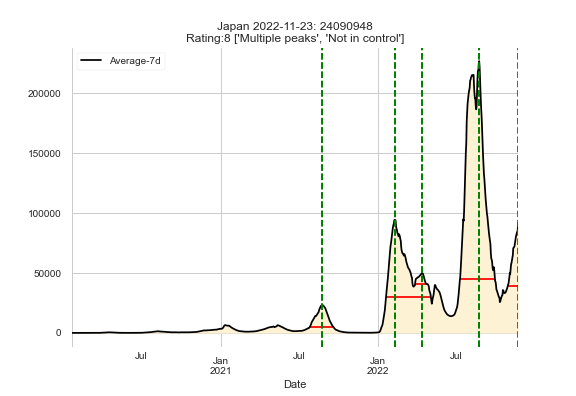 Japan 2022-11-23: 24090948
Rating:8 ['Multiple peaks', 'Not in control']
Average-7d
200000
150000
100000
50000
0
Jul
Jan
2021
Jul
Jan
2022
Jul
Date